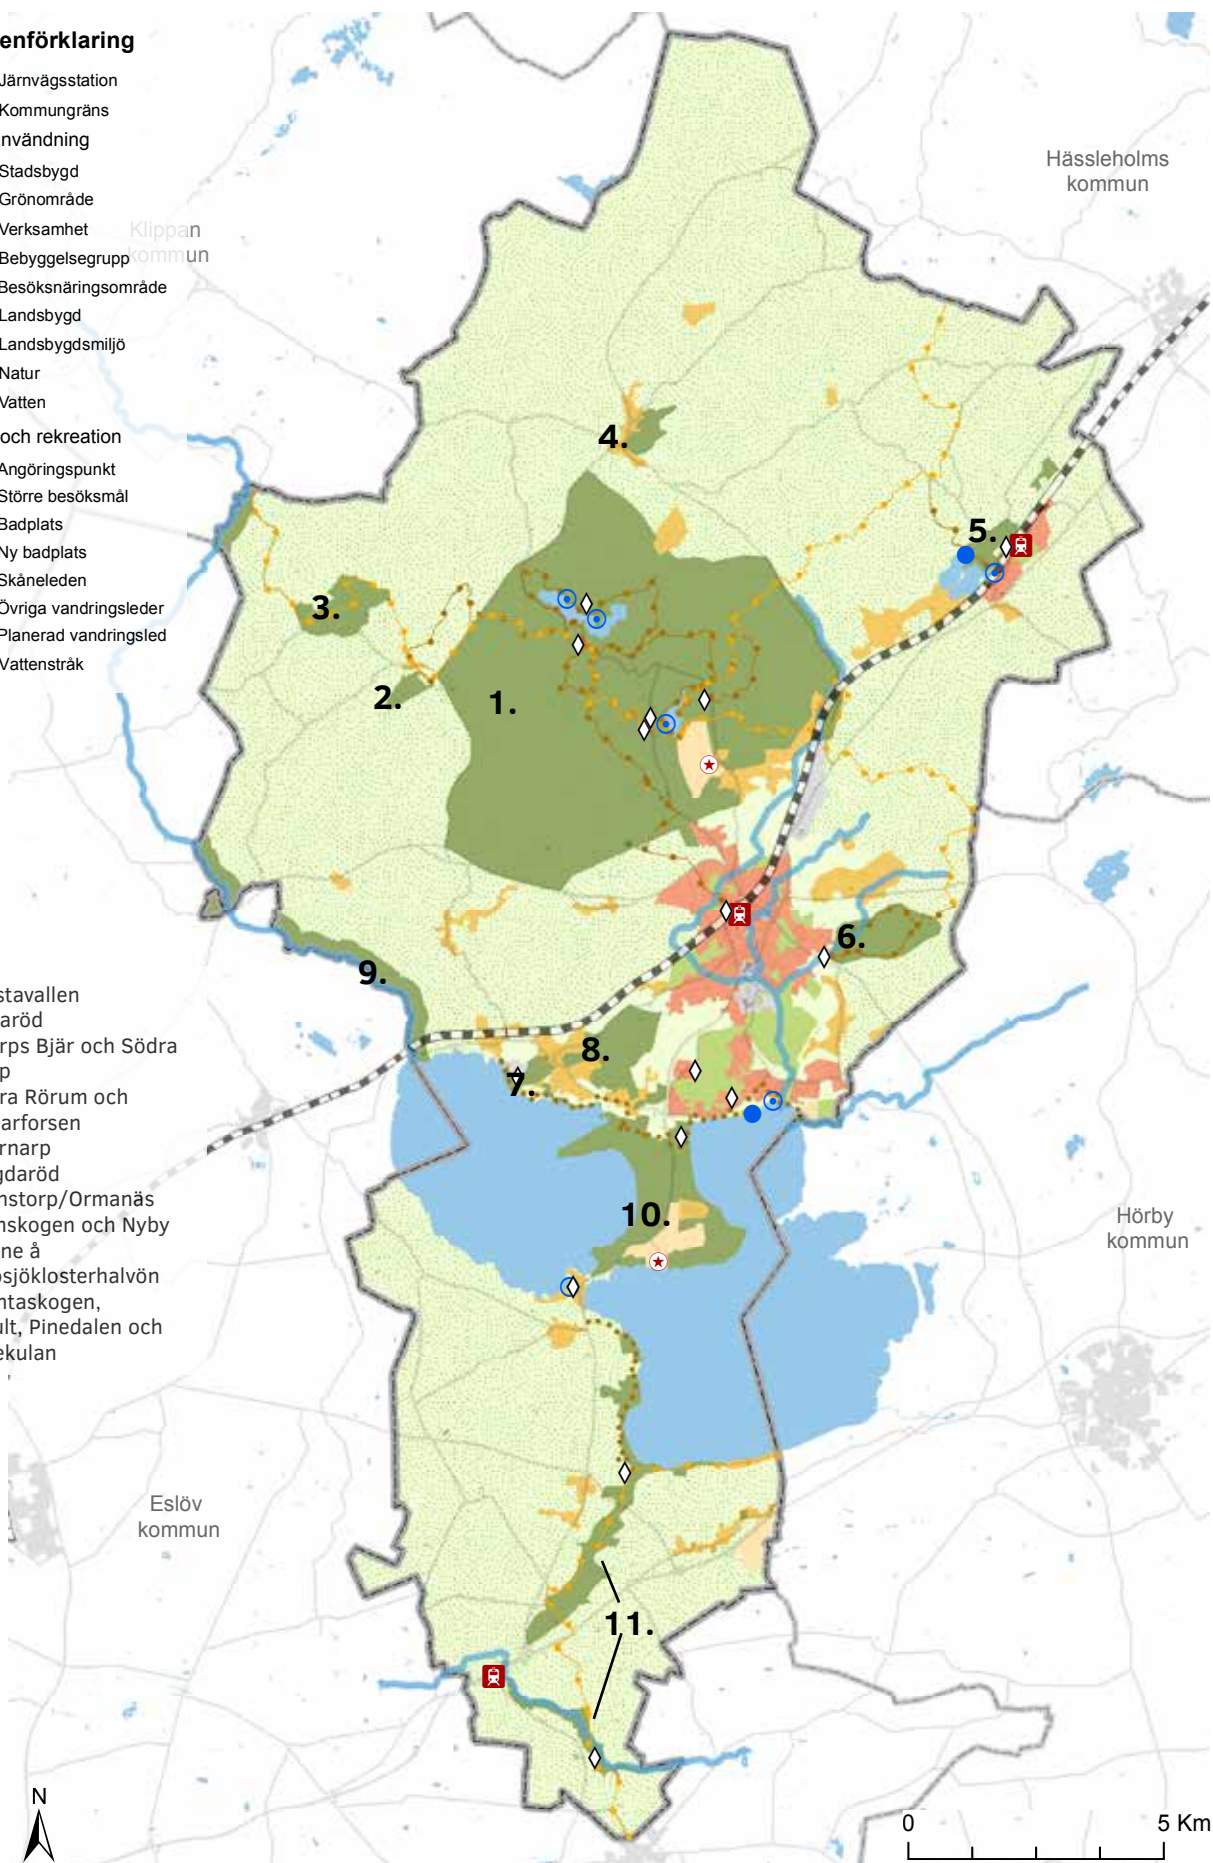 enförklaring
Järnvägsstation
Kommungräns
nvändning
Stadsbygd
Grönområde
Verksamhet
Bebyggelsegrupp
Besöksnäringsområde
Landsbygd
Landsbygdsmiljö
Natur
Vatten
och rekreation
Angöringspunkt
Större besöksmål
Badplats
Ny badplats
Skåneleden
Övriga vandringsleder
Planerad vandringsled
Vattenstråk
Klippan
kommun
Hässleholms
kommun
4.
5.
3.
2.
1.
6.
9.
8.
7.
10.
11.
stavallen
aröd
rps Bjär och Södra
p
ra Rörum och
arforsen
rnarp
gdaröd
nstorp/Ormanäs
nskogen och Nyby
ne å
osjöklosterhalvön
ntaskogen,
ult, Pinedalen och
ekulan
Hörby
kommun
Eslöv
kommun
N
0 5 Km